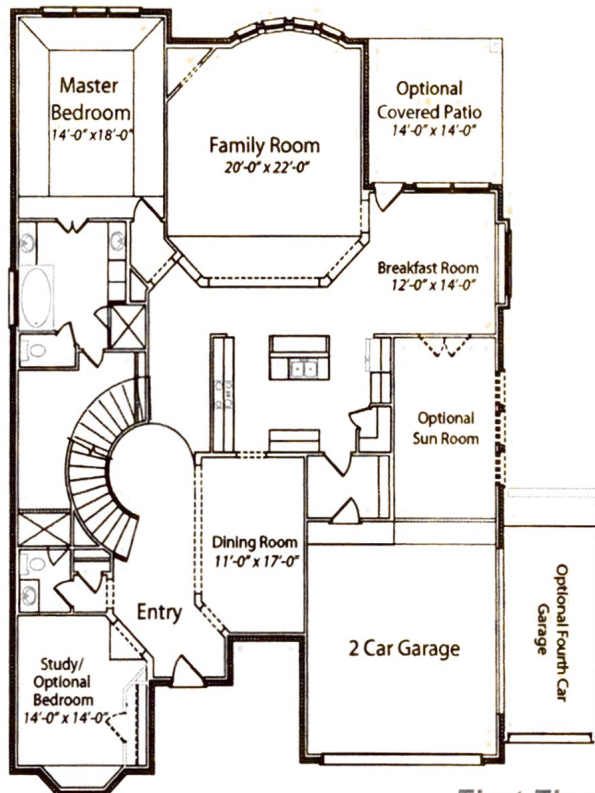 Master
Bedroom
14'-0" x18'-0"
Family Room
20'-0" x 22'-0"
Optional
Covered Patio
14'-0" x 14'-0"
Breakfast Room
12'-0" x 14'-0"
Optional
Sun Room
Dining Room
11'-0" x 17'-0"
Entry
2 Car Garage
Optional Fourth Car
Garage
Study/
Optional
Bedroom
14'-0" x 14'-0"